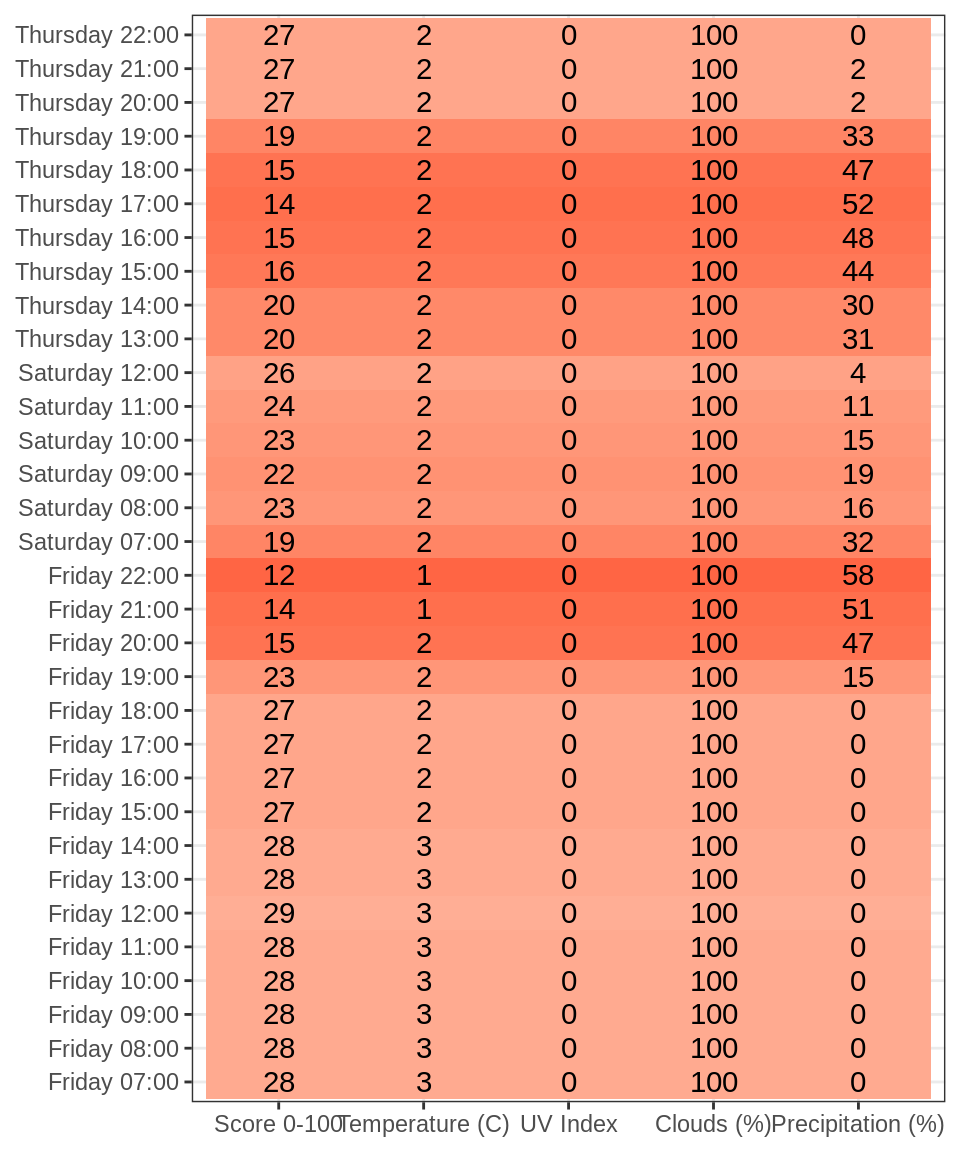 Thursday 22:00 27 2 0 100 0
Thursday 21:00 27 2 0 100 2
Thursday 20:00 27 2 0 100 2
Thursday 19:00 19 2 0 100 33
Thursday 18:00 15 2 0 100 47
Thursday 17:00 14 2 0 100 52
Thursday 16:00 15 2 0 100 48
Thursday 15:00 16 2 0 100 44
Thursday 14:00 20 2 0 100 30
Thursday 13:00 20 2 0 100 31
Saturday 12:00 26 2 0 100 4
Saturday 11:00 24 2 0 100 11
Saturday 10:00 23 2 0 100 15
Saturday 09:00 22 2 0 100 19
Saturday 08:00 23 2 0 100 16
Saturday 07:00 19 2 0 100 32
Friday 22:00 12 1 0 100 58
Friday 21:00 14 1 0 100 51
Friday 20:00 15 2 0 100 47
Friday 19:00 23 2 0 100 15
Friday 18:00 27 2 0 100 0
Friday 17:00 27 2 0 100 0
Friday 16:00 27 2 0 100 0
Friday 15:00 27 2 0 100 0
Friday 14:00 28 3 0 100 0
Friday 13:00 28 3 0 100 0
Friday 12:00 29 3 0 100 0
Friday 11:00 28 3 0 100 0
Friday 10:00 28 3 0 100 0
Friday 09:00 28 3 0 100 0
Friday 08:00 28 3 0 100 0
Friday 07:00 28 3 0 100 0
Score 0-100 Temperature (C) UV Index Clouds (%) Precipitation (%)